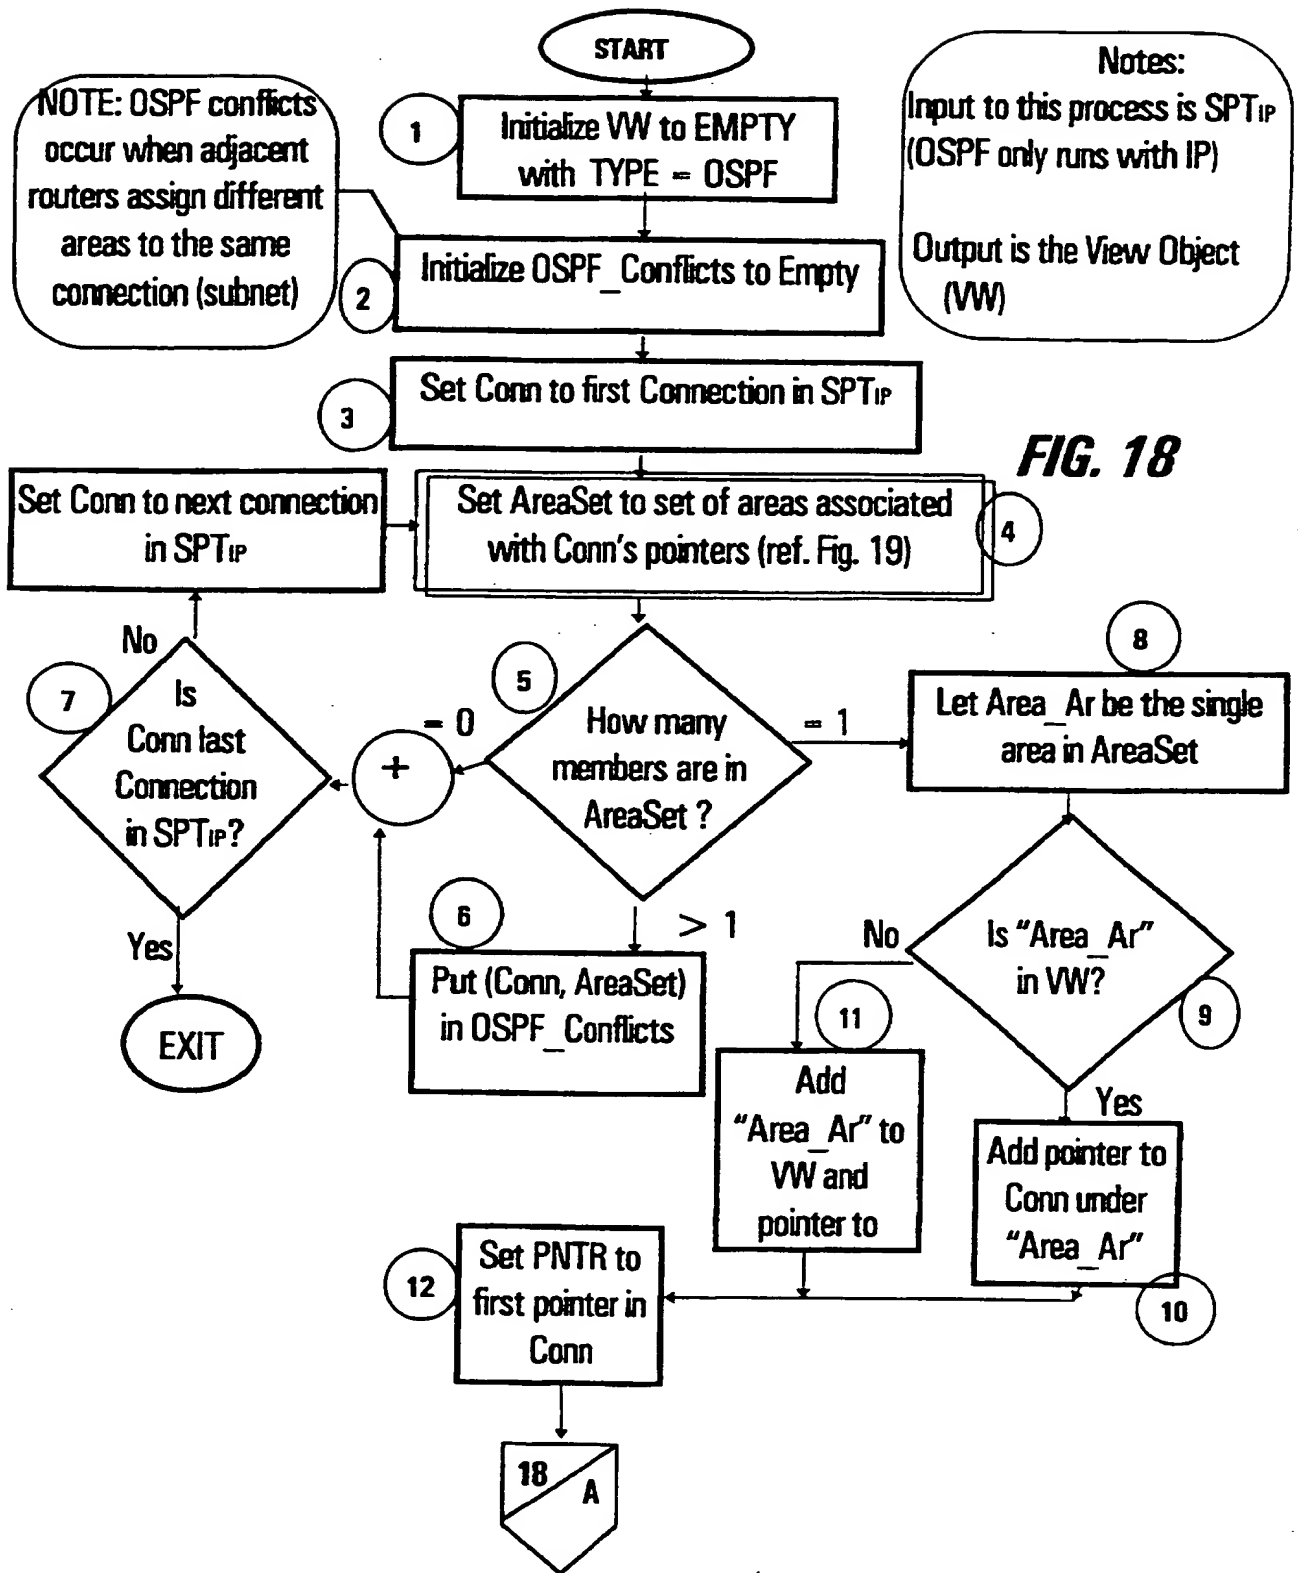 START
NOTE: OSPF conflicts
occur when adjacent
routers assign different
areas to the same
connection (subnet)
Notes:
Input to this process is SPTIP
(OSPF only runs with IP)
Output is the View Object
(VW)
1
Initialize VW to EMPTY
with TYPE = OSPF
2
Initialize OSPF_Conflicts to Empty
3
Set Conn to first Connection in SPTIP
FIG. 18
Set Conn to next connection
in SPTIP
Set AreaSet to set of areas associated
with Conn's pointers (ref. Fig. 19)
4
No
7
Is
Conn last
Connection
in SPTIP?
Yes
EXIT
+
= 0
5
How many
members are in
AreaSet ?
= 1
> 1
6
Put (Conn, AreaSet)
in OSPF_Conflicts
8
Let Area_Ar be the single
area in AreaSet
No
Is "Area_Ar"
in VW?
9
Yes
11
Add
"Area_Ar" to
VW and
pointer to
Add pointer to
Conn under
"Area_Ar"
10
12
Set PNTR to
first pointer in
Conn
18
A